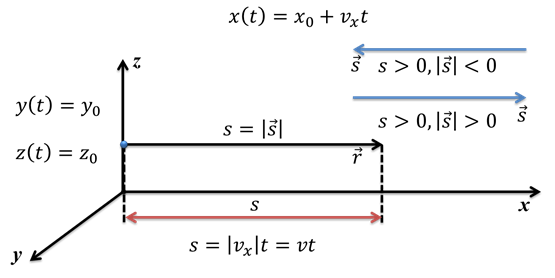 x(t) = x₀ + vₓt
z
s⃗ s > 0, |s⃗| < 0
y(t) = y₀
s > 0, |s⃗| > 0 s⃗
s = |s⃗|
z(t) = z₀
r⃗
s
x
y
s = |vₓ|t = vt